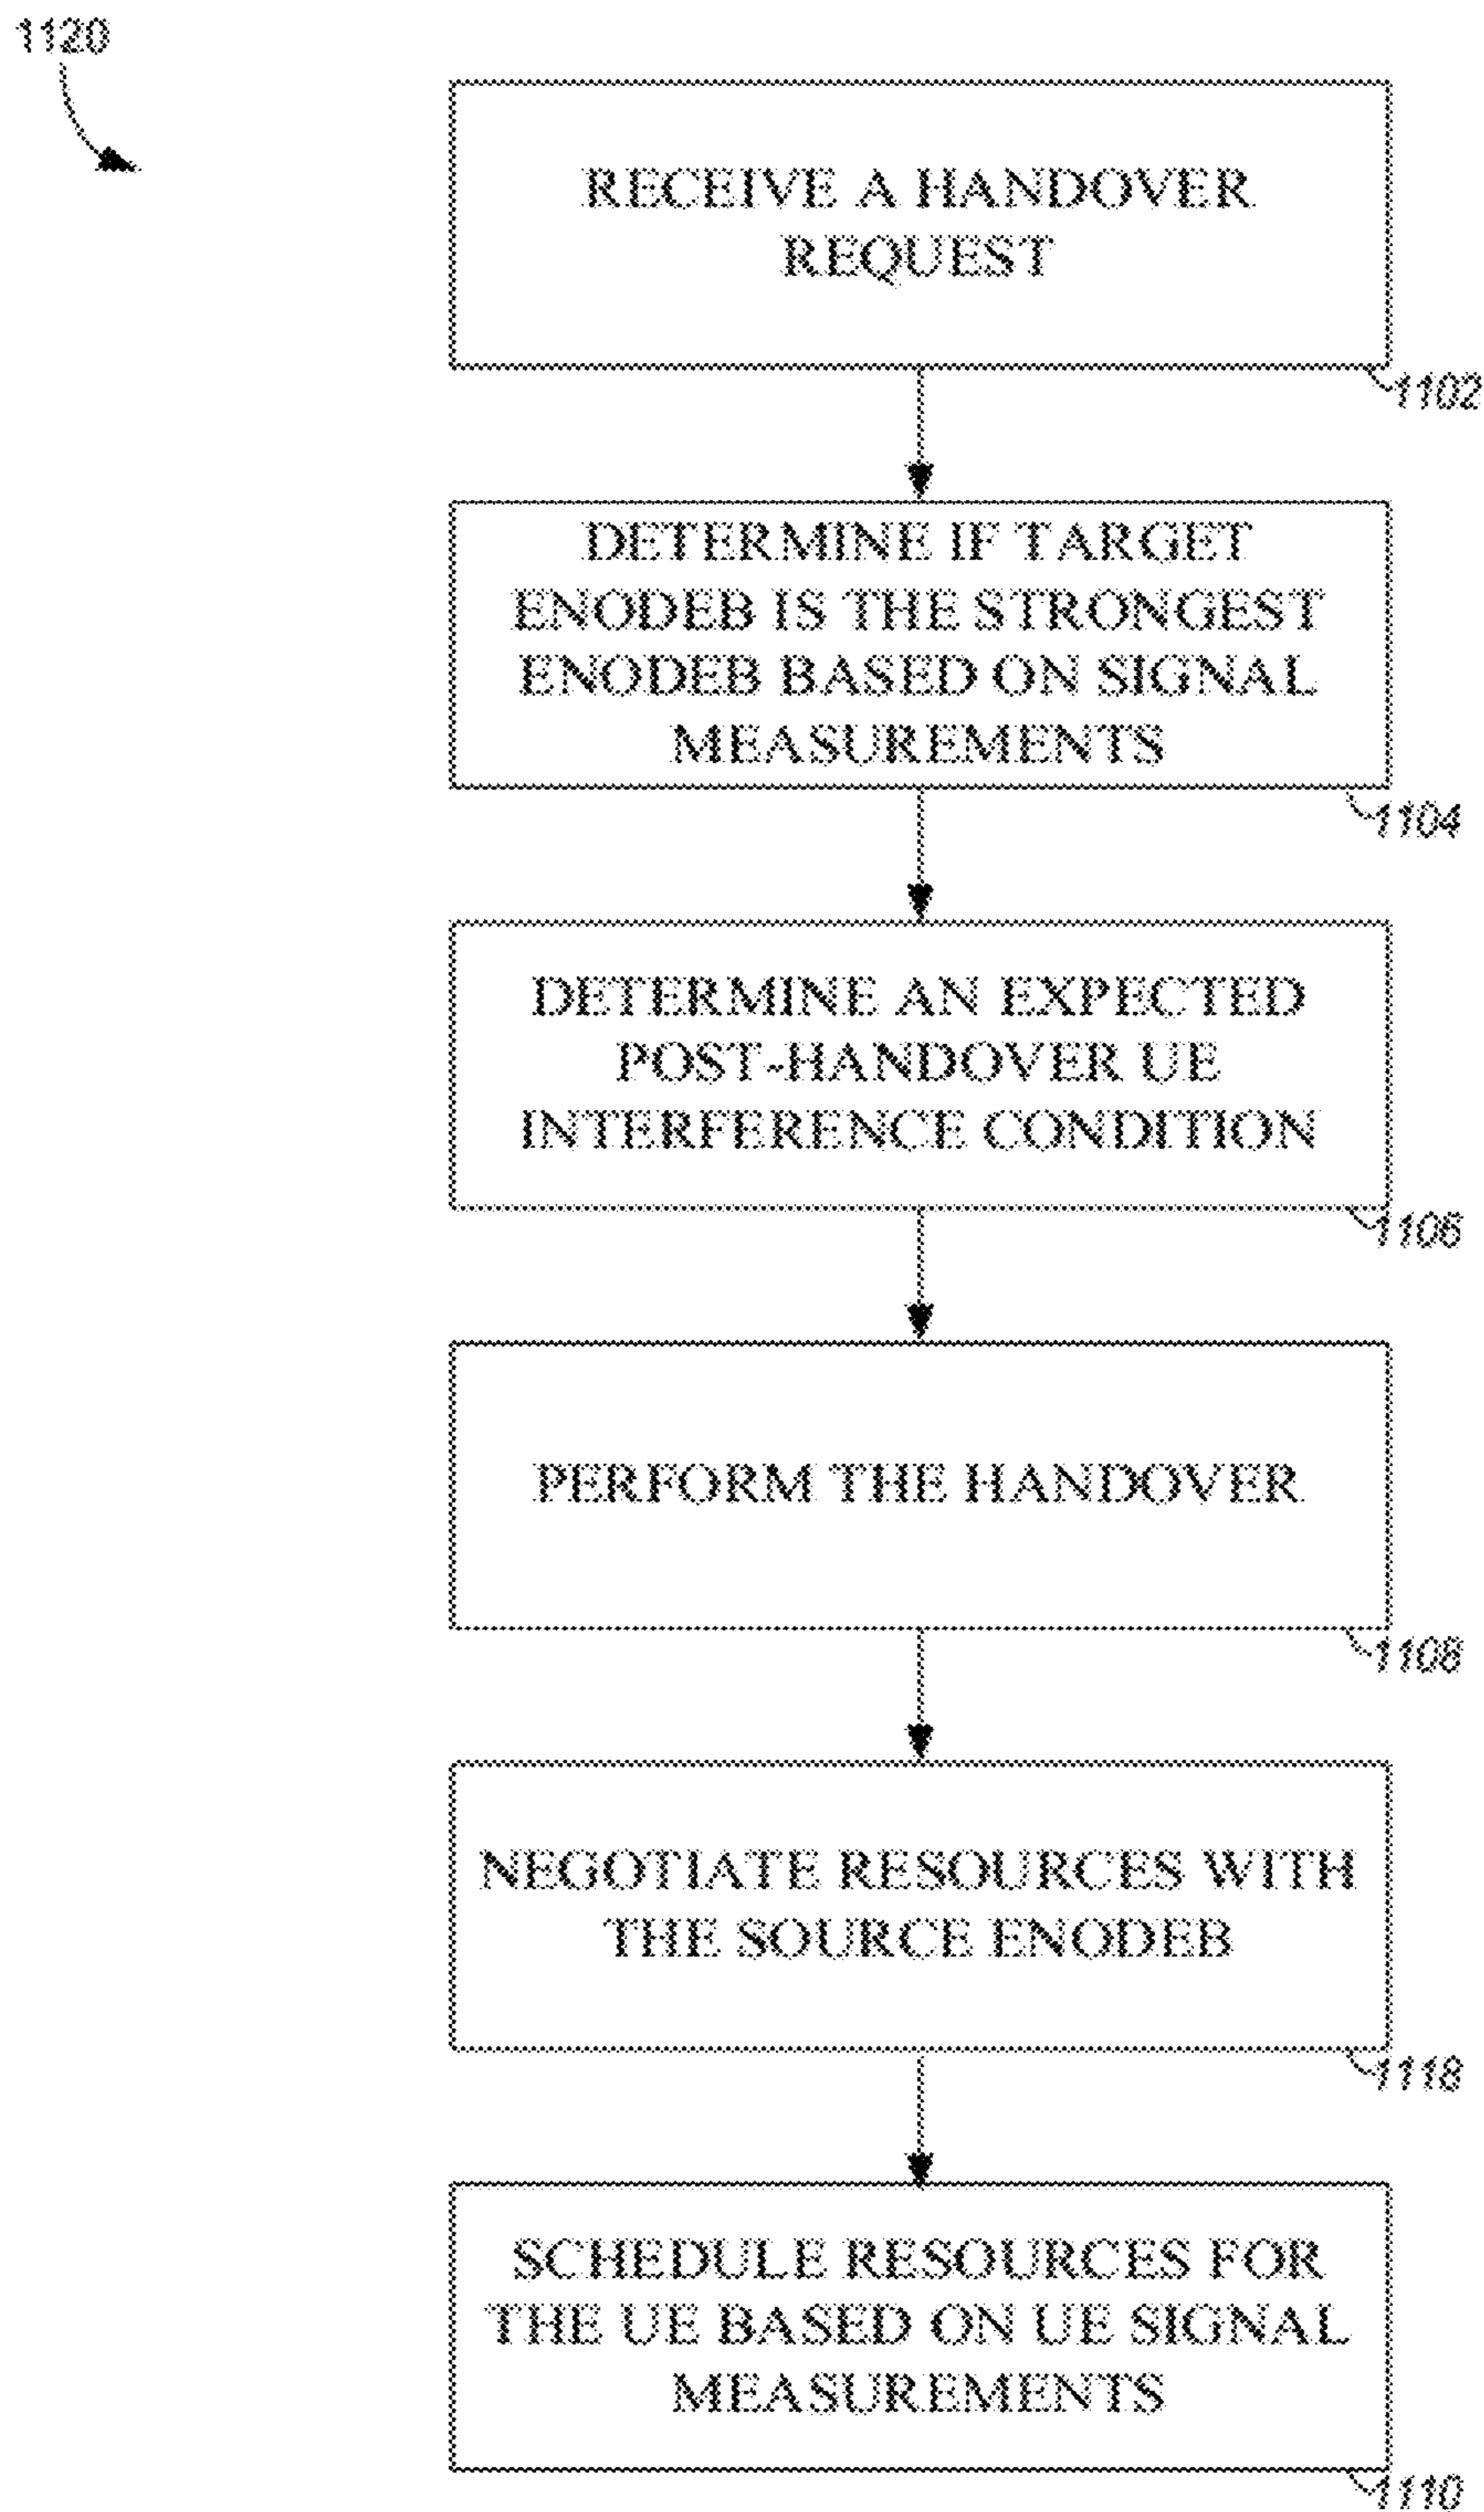 1120
RECEIVE A HANDOVER
REQUEST
1102
DETERMINE IF TARGET
ENODEB IS THE STRONGEST
ENODEB BASED ON SIGNAL
MEASUREMENTS
1104
DETERMINE AN EXPECTED
POST-HANDOVER UE
INTERFERENCE CONDITION
1106
PERFORM THE HANDOVER
1108
NEGOTIATE RESOURCES WITH
THE SOURCE ENODEB
1118
SCHEDULE RESOURCES FOR
THE UE BASED ON UE SIGNAL
MEASUREMENTS
1110